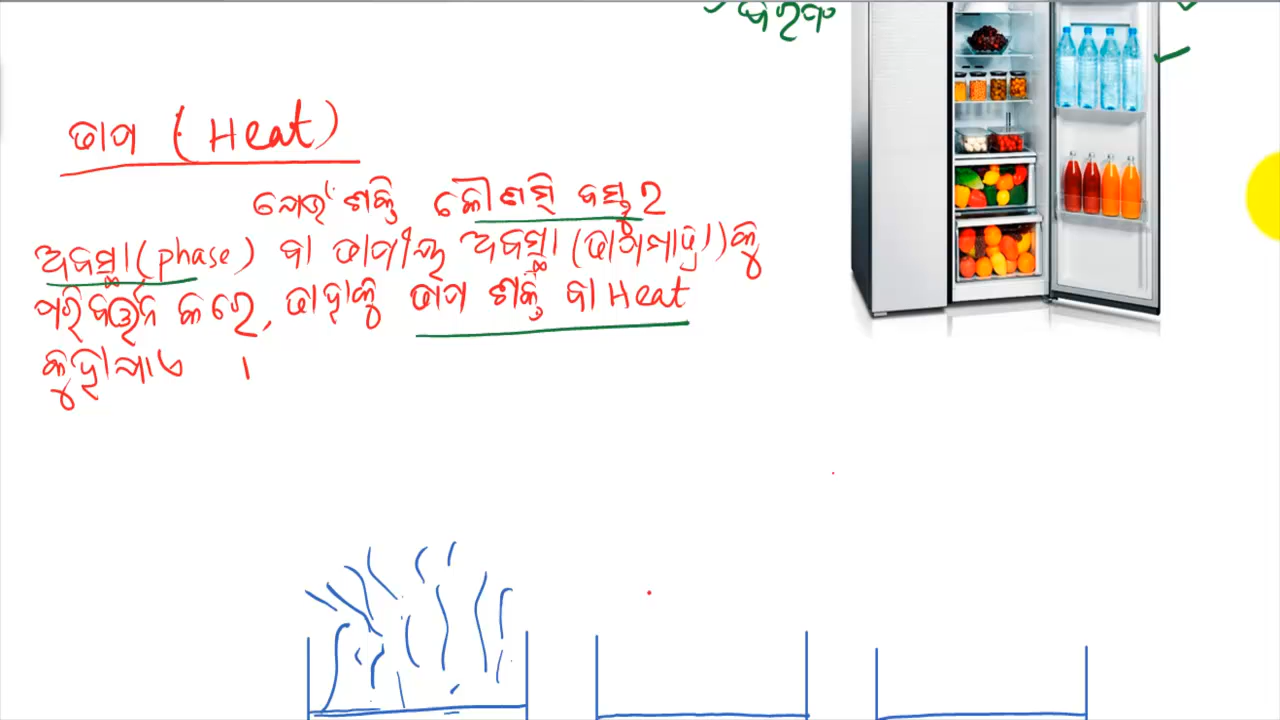 ତାପ (Heat)
ଯେଉଁ ଶକ୍ତି କୌଣସି ବସ୍ତୁର
ଅବସ୍ଥା (phase) ବା ତାପୀୟ ଅବସ୍ଥା (ତାପମାତ୍ରା) କୁ
ପରିବର୍ତ୍ତନ କରେ, ତାହାକୁ ତାପ ଶକ୍ତି ବା Heat
କୁହାଯାଏ ।